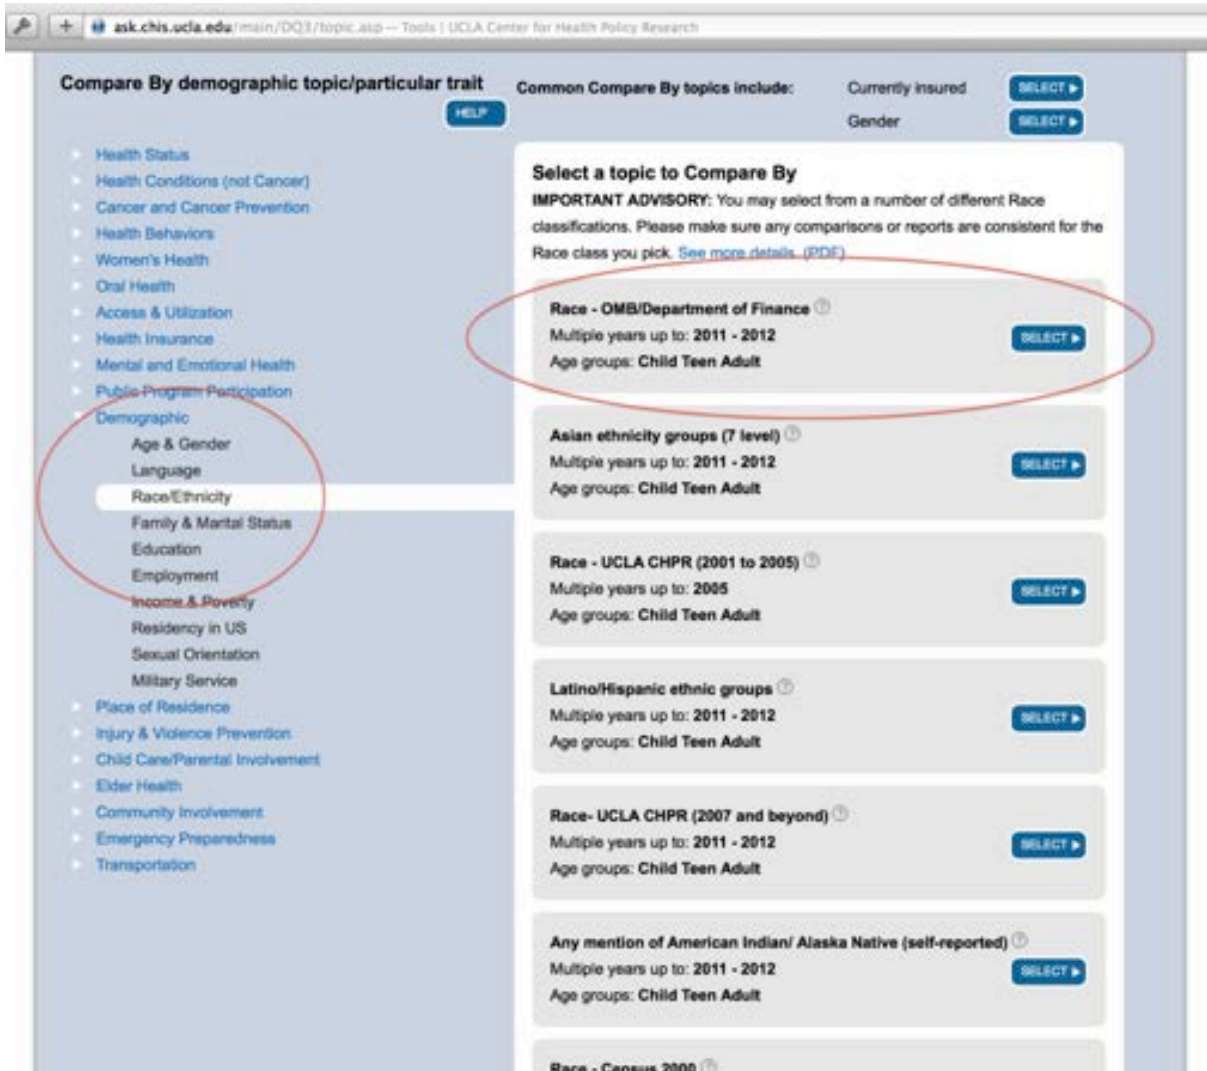 ask.chis.ucla.edu/main/DQ3/topic.asp — Tools | UCLA Center for Health Policy Research
Compare By demographic topic/particular trait
HELP
Common Compare By topics include:
Currently insured
SELECT
Gender
SELECT
Health Status
Health Conditions (not Cancer)
Cancer and Cancer Prevention
Health Behaviors
Women's Health
Oral Health
Access & Utilization
Health Insurance
Mental and Emotional Health
Public Program Participation
Demographic
Age & Gender
Language
Race/Ethnicity
Family & Marital Status
Education
Employment
Income & Poverty
Residency in US
Sexual Orientation
Military Service
Place of Residence
Injury & Violence Prevention
Child Care/Parental Involvement
Elder Health
Community Involvement
Emergency Preparedness
Transportation
Select a topic to Compare By
IMPORTANT ADVISORY: You may select from a number of different Race
classifications. Please make sure any comparisons or reports are consistent for the
Race class you pick. See more details. (PDF)
Race - OMB/Department of Finance ?
Multiple years up to: 2011 - 2012
Age groups: Child Teen Adult
SELECT
Asian ethnicity groups (7 level) ?
Multiple years up to: 2011 - 2012
Age groups: Child Teen Adult
SELECT
Race - UCLA CHPR (2001 to 2005) ?
Multiple years up to: 2005
Age groups: Child Teen Adult
SELECT
Latino/Hispanic ethnic groups ?
Multiple years up to: 2011 - 2012
Age groups: Child Teen Adult
SELECT
Race- UCLA CHPR (2007 and beyond) ?
Multiple years up to: 2011 - 2012
Age groups: Child Teen Adult
SELECT
Any mention of American Indian/ Alaska Native (self-reported) ?
Multiple years up to: 2011 - 2012
Age groups: Child Teen Adult
SELECT
Race - Census 2000 ?